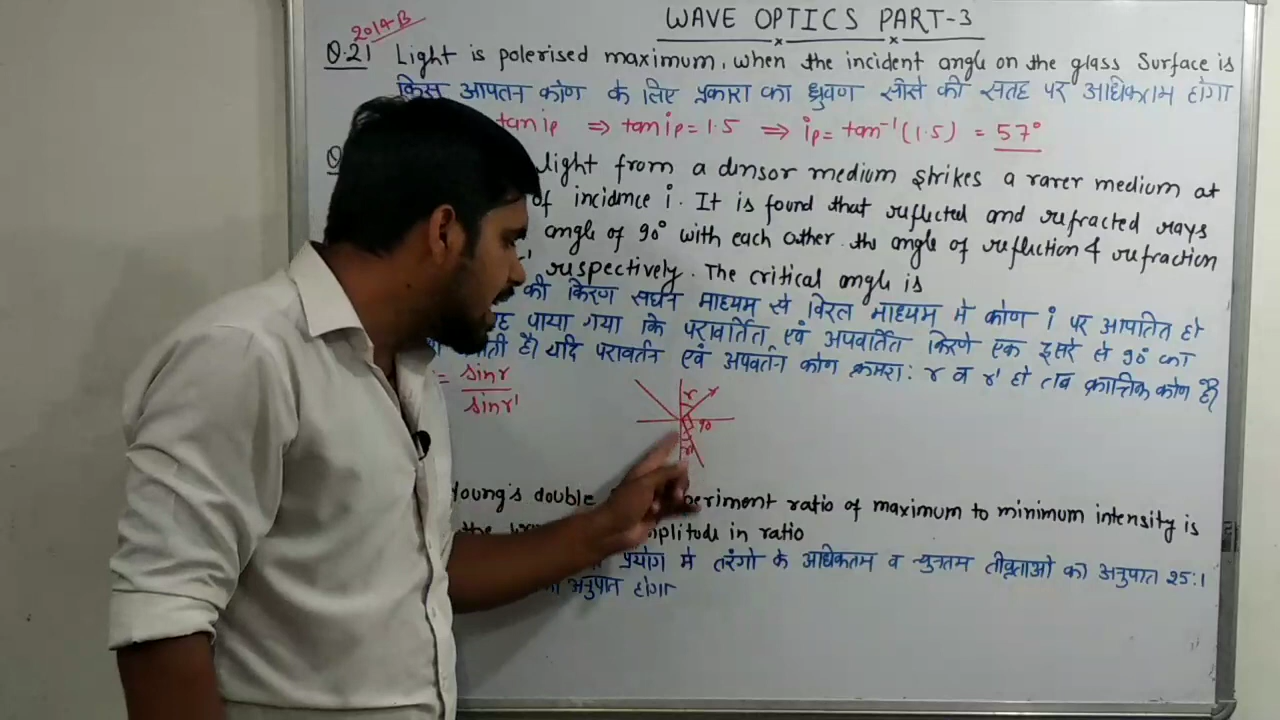 WAVE OPTICS PART-3
2014-B
Q.21 Light is polerised maximum, when the incident angle on the glass Surface is
किस आपतन कोण के लिए प्रकाश का ध्रुवण सीसे की सतह पर अधिकतम होगा
tan ip ⇒ tan ip = 1.5 ⇒ ip = tan⁻¹(1.5) = 57°
light from a densor medium strikes a rarer medium at
of incidence i. It is found that reflected and refracted rays
angle of 90° with each other. the angle of reflection & refraction
respectively. The critical angle is
की किरण सघन माध्यम से विरल माध्यम मे कोण i पर आपतित हो
पाया गया कि परावर्तित एवं अपवर्तित किरणे एक दूसरे से 90° का
है। यदि परावर्तन एवं अपवर्तन कोण क्रमश: r व r' हो तब क्रान्तिक कोण है।
= sin r / sin r'
r
90
r'
Young's double periment ratio of maximum to minimum intensity is
the mplitude in ratio
प्रयोग मे तरंगो के अधिकतम व न्युनतम तीव्रताओ का अनुपात 25:1
अनुपात होगा